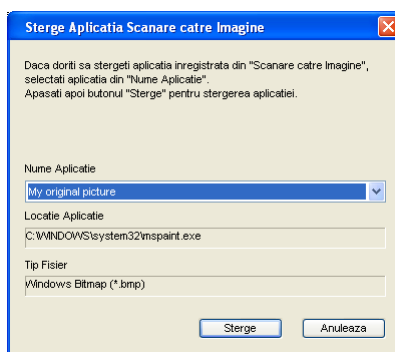 Sterge Aplicatia Scanare catre Imagine
Daca doriti sa stergeti aplicatia inregistrata din "Scanare catre Imagine",
selectati aplicatia din "Nume Aplicatie".
Apasati apoi butonul "Sterge" pentru stergerea aplicatiei.
Nume Aplicatie
My original picture
Locatie Aplicatie
C:\WINDOWS\system32\mspaint.exe
Tip Fisier
Windows Bitmap (*.bmp)
Sterge Anuleaza